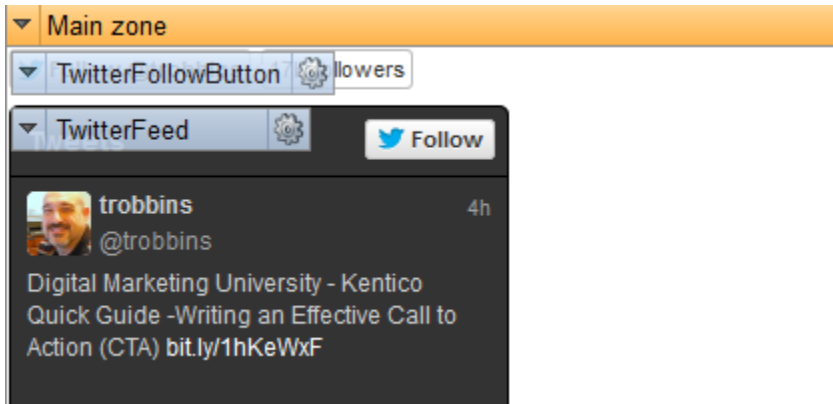 Main zone
TwitterFollowButton
llowers
TwitterFeed
Tweets
Follow
trobbins
4h
@trobbins
Digital Marketing University - Kentico
Quick Guide -Writing an Effective Call to
Action (CTA) bit.ly/1hKeWxF